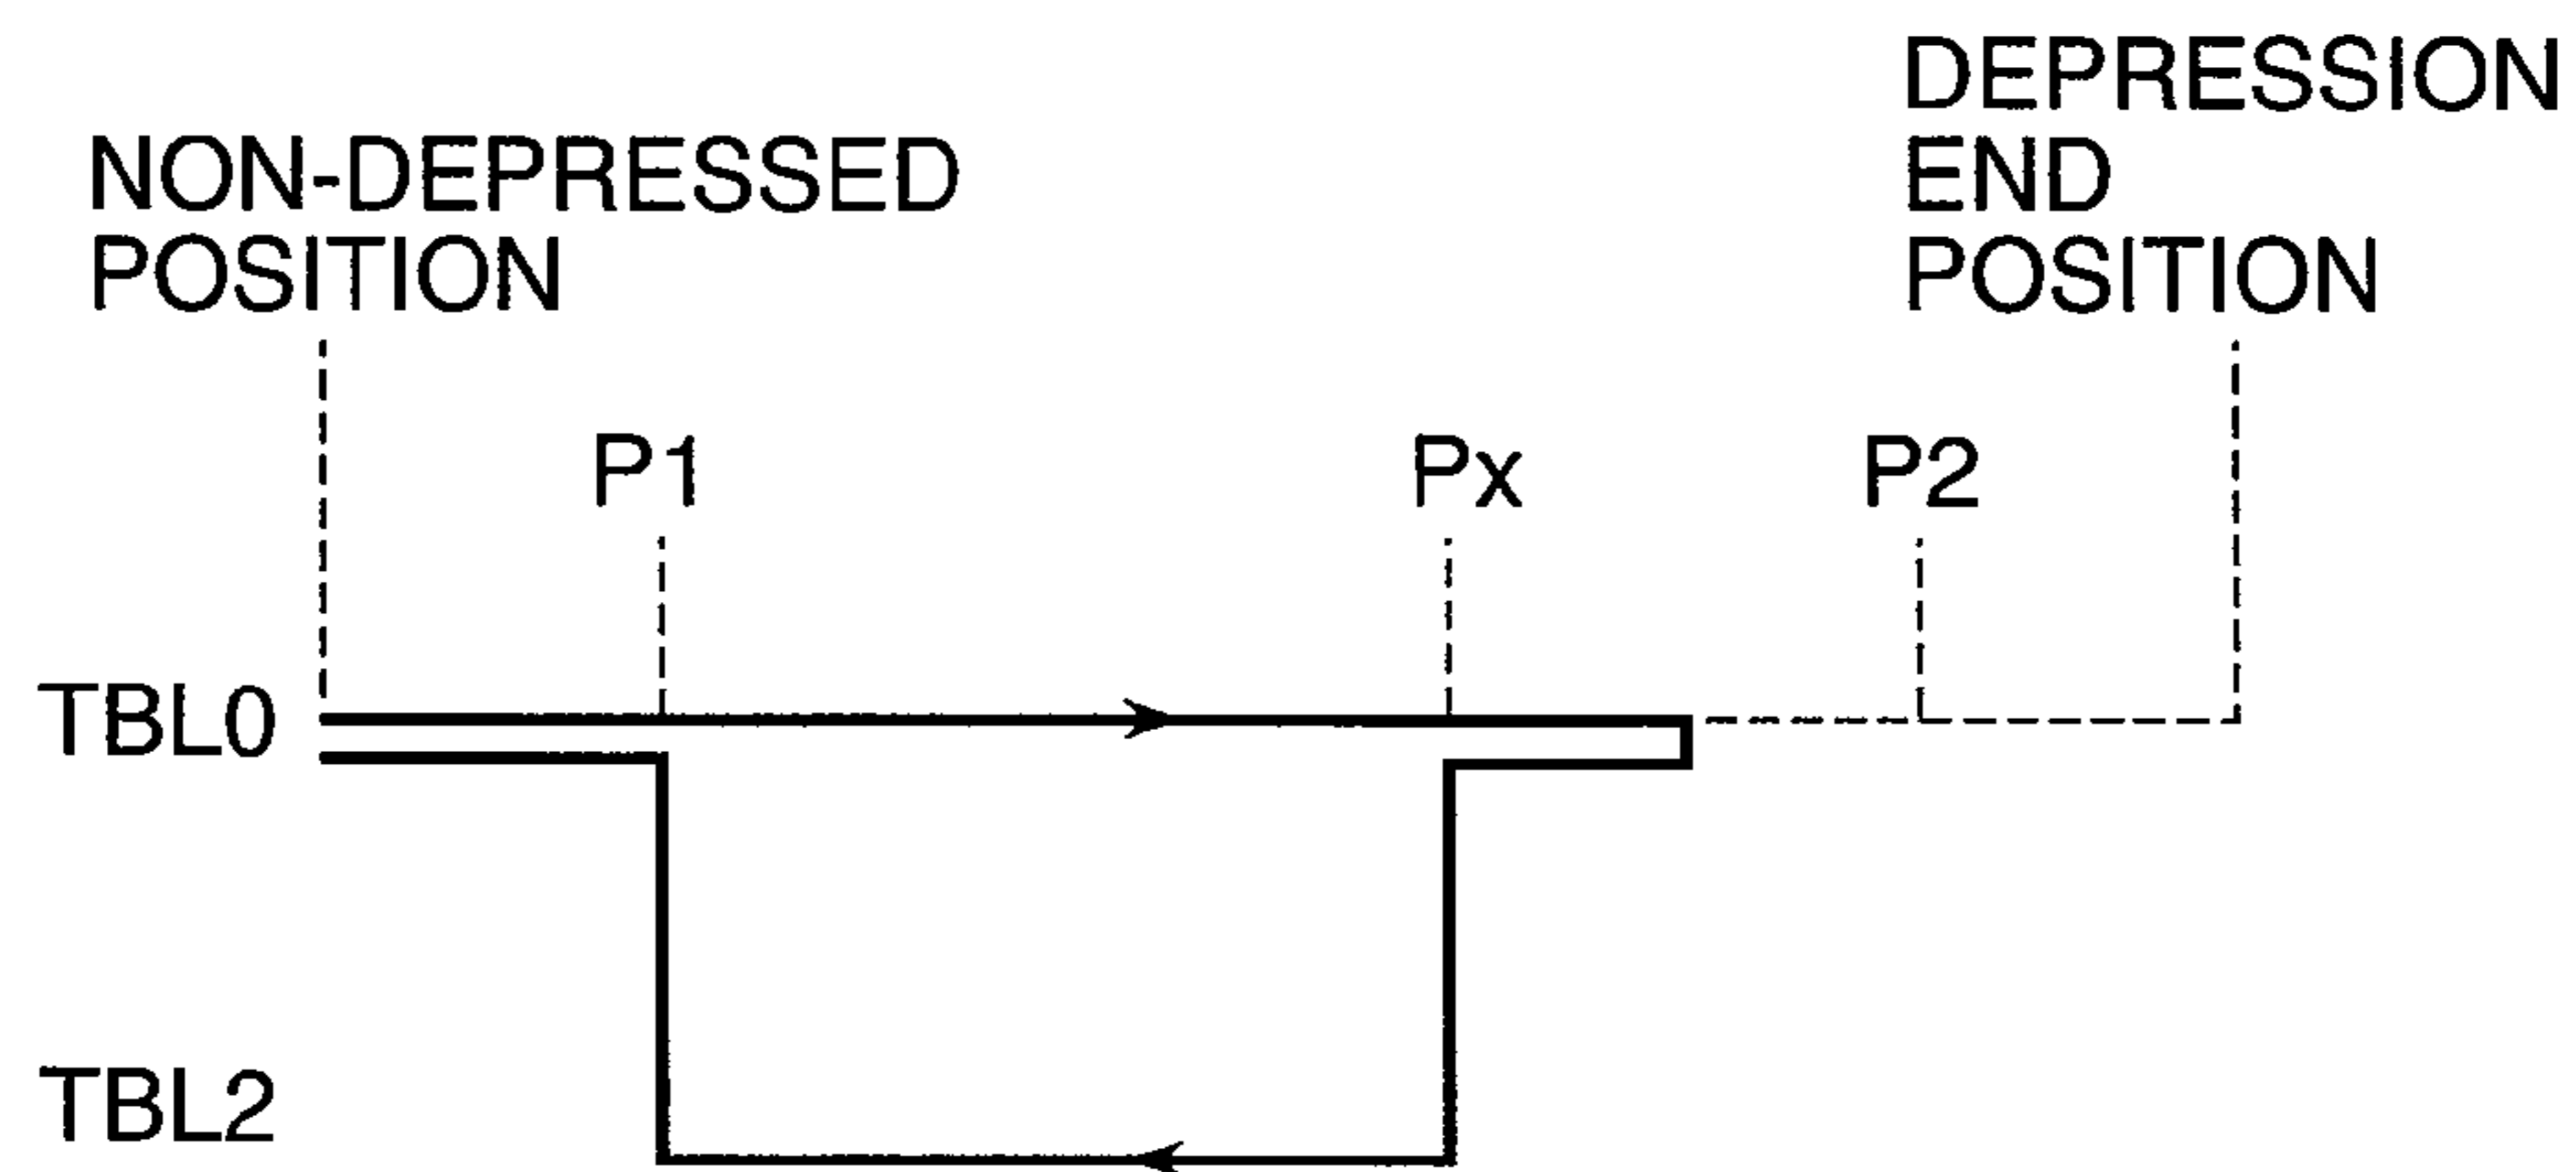 DEPRESSION
END
POSITION
NON-DEPRESSED
POSITION
P1
Px
P2
TBL0
TBL2